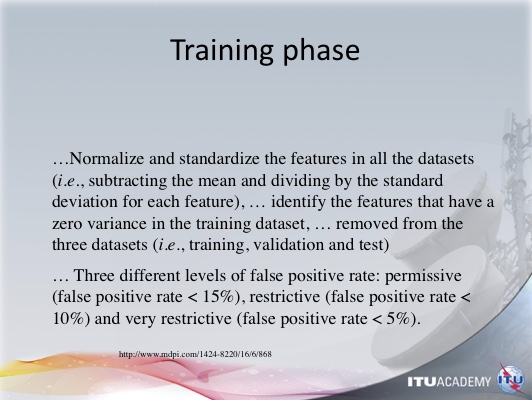 Training phase
…Normalize and standardize the features in all the datasets
(i.e., subtracting the mean and dividing by the standard
deviation for each feature), … identify the features that have a
zero variance in the training dataset, … removed from the
three datasets (i.e., training, validation and test)
… Three different levels of false positive rate: permissive
(false positive rate < 15%), restrictive (false positive rate <
10%) and very restrictive (false positive rate < 5%).
http://www.mdpi.com/1424-8220/16/6/868
ITUACADEMY ITU